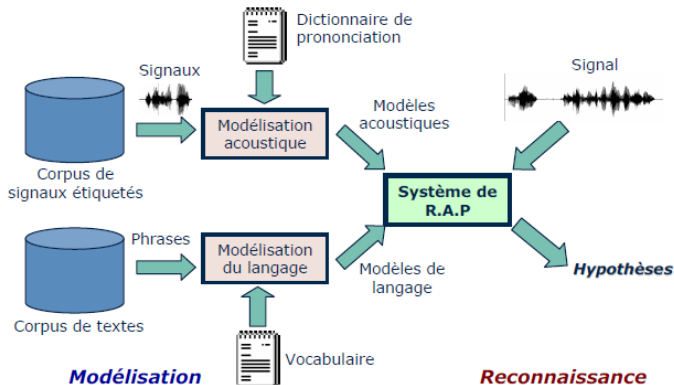 Dictionnaire de
prononciation
Signaux
Signal
Modélisation
acoustique
Modèles
acoustiques
Corpus de
signaux étiquetés
Système de
R.A.P
Phrases
Modélisation
du langage
Modèles de
langage
Hypothèses
Corpus de textes
Vocabulaire
Modélisation
Reconnaissance